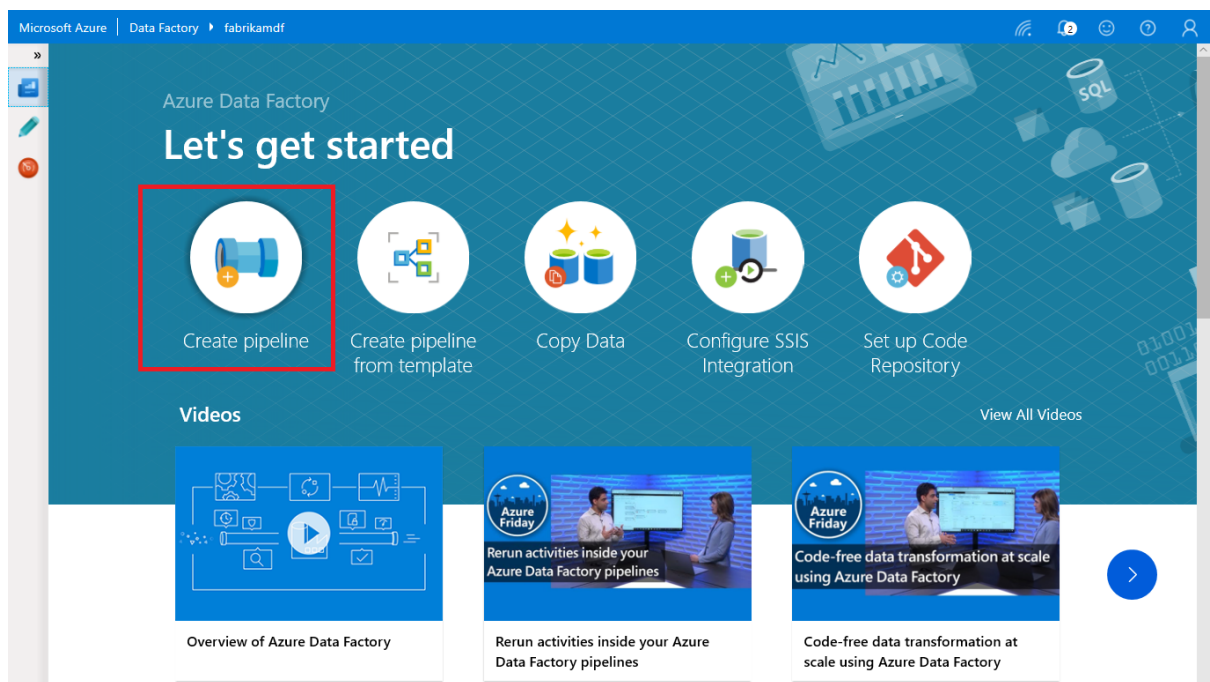 Microsoft Azure Data Factory fabrikamdf
2
»
Azure Data Factory
SQL
Let's get started
Create pipeline
Create pipeline
from template
Copy Data
Configure SSIS
Integration
Set up Code
Repository
Videos
View All Videos
Azure
Friday
Rerun activities inside your
Azure Data Factory pipelines
Azure
Friday
Code-free data transformation at scale
using Azure Data Factory
Overview of Azure Data Factory
Rerun activities inside your Azure
Data Factory pipelines
Code-free data transformation at
scale using Azure Data Factory